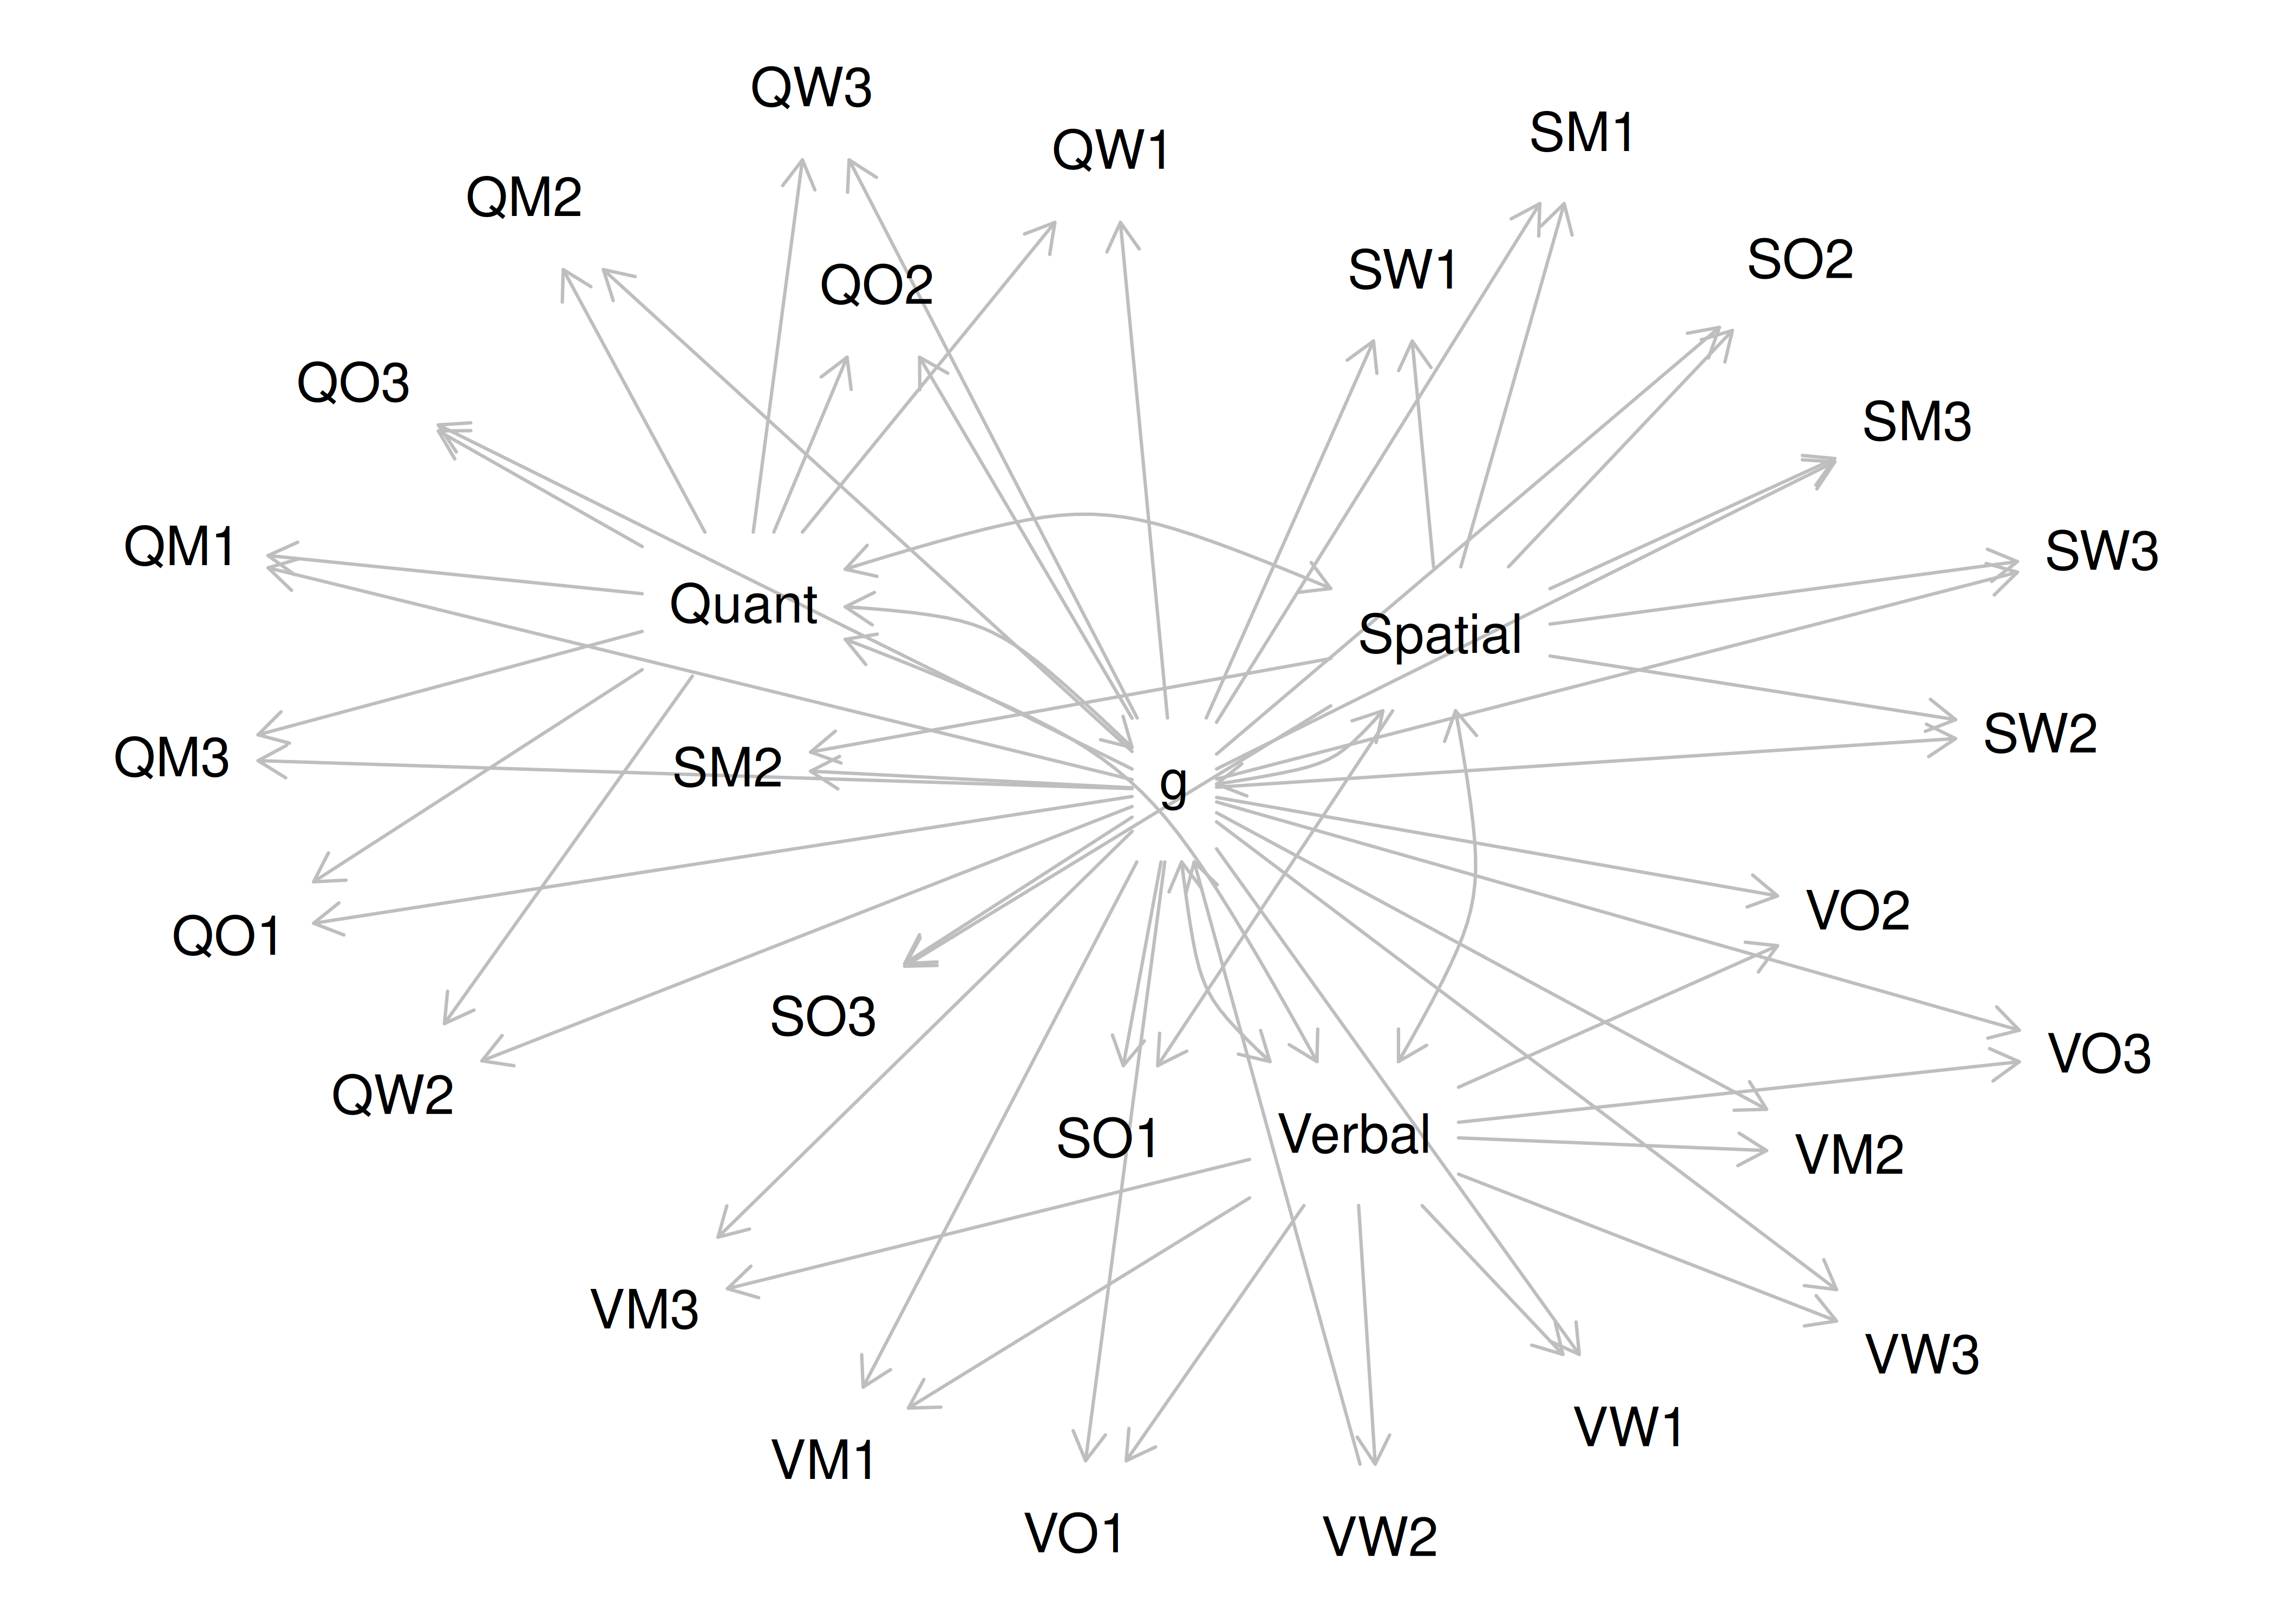 QW3
SM1
QW1
QM2
SO2
SW1
QO2
QO3
SM3
QM1
SW3
Quant
Spatial
SW2
QM3
SM2
g
VO2
QO1
SO3
VO3
QW2
SO1
Verbal
VM2
VM3
VW3
VW1
VM1
VO1
VW2